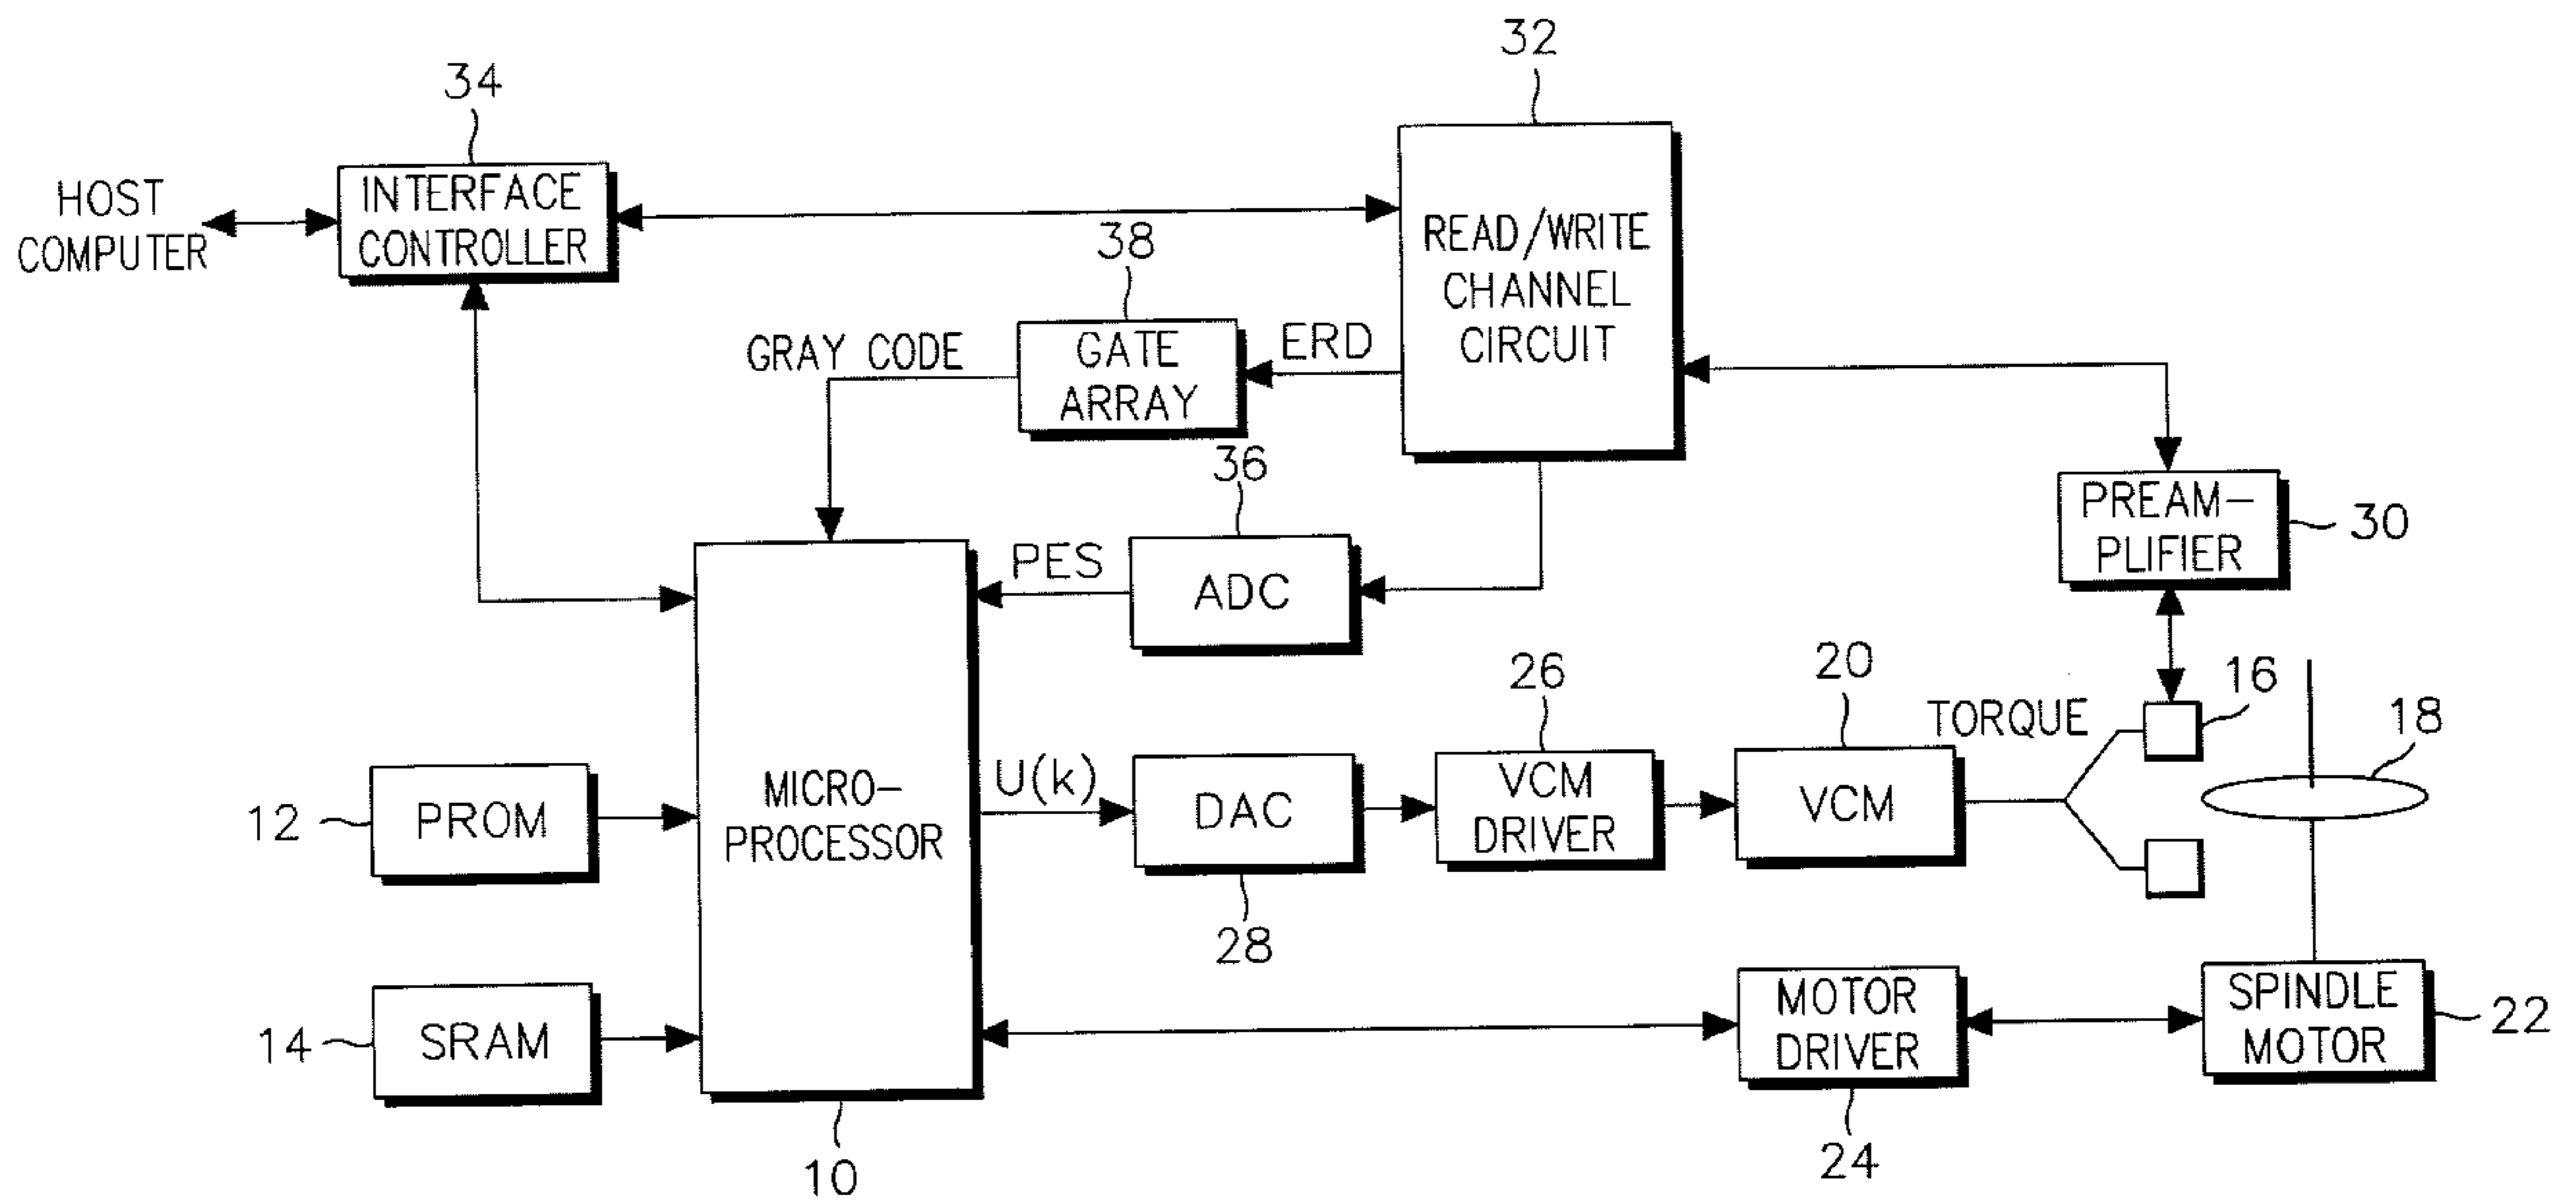 32
34
HOST
COMPUTER
INTERFACE
CONTROLLER
READ/WRITE
CHANNEL
CIRCUIT
38
GRAY CODE
GATE
ARRAY
ERD
36
PREAM-
PLIFIER
30
PES
ADC
26
20
16
TORQUE
18
12
PROM
MICRO-
PROCESSOR
U(k)
DAC
VCM
DRIVER
VCM
28
14
SRAM
MOTOR
DRIVER
SPINDLE
MOTOR
22
10
24